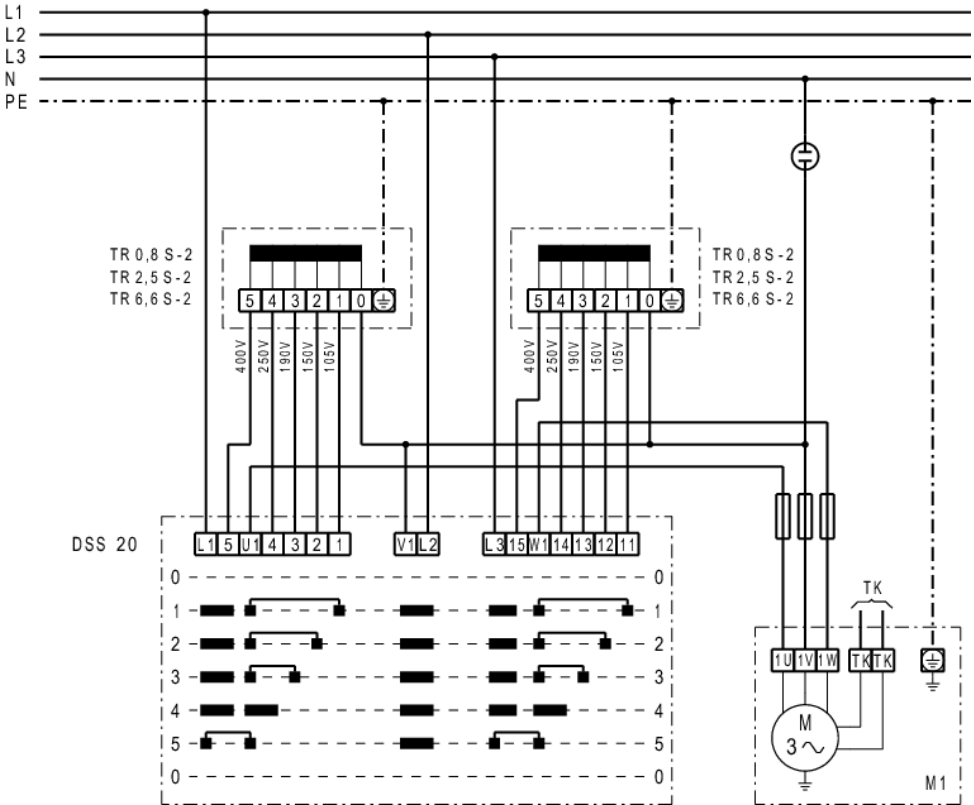 L1
L2
L3
N
PE
TR 0,8 S-2
TR 2,5 S-2
TR 6,6 S-2
5 4 3 2 1 0
400V 250V 190V 150V 105V
5 4 3 2 1 0
TR 0,8 S-2
TR 2,5 S-2
TR 6,6 S-2
400V 250V 190V 150V 105V
DSS 20
L1 5 U1 4 3 2 1 V1 L2 L3 15 W1 14 13 12 11
0 0
1 1
2 2
3 3
4 4
5 5
0 0
TK
1U 1V 1W TK TK
M
3
M1